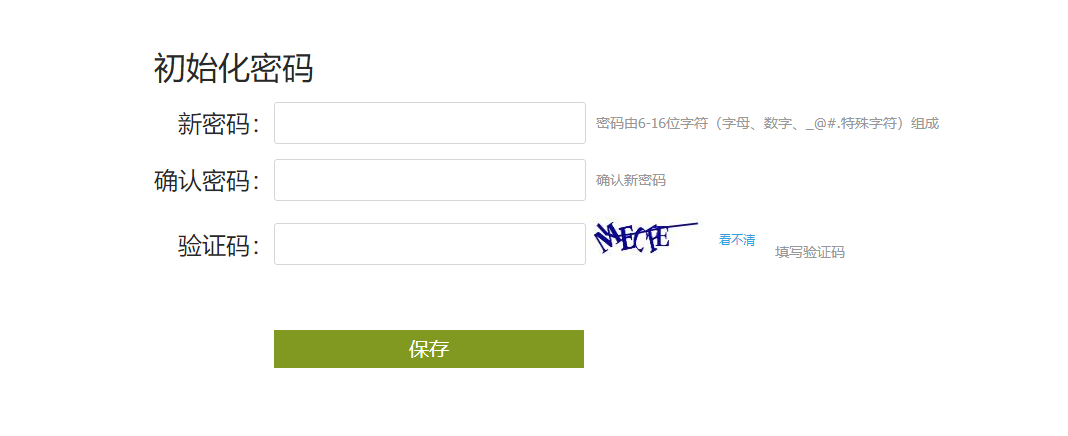 初始化密码
新密码： 密码由6-16位字符（字母、数字、_@#.特殊字符）组成
确认密码： 确认新密码
验证码： 看不清 填写验证码
保存